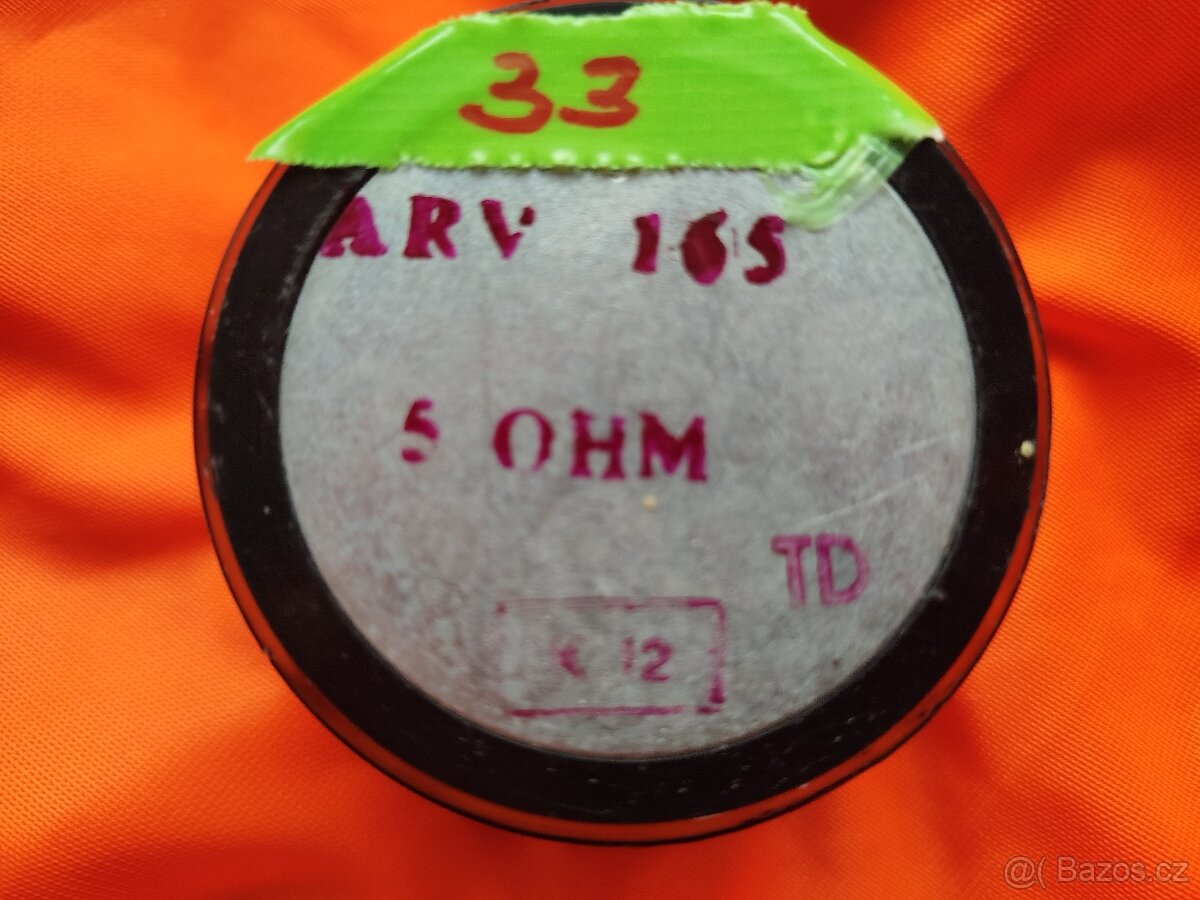 33
ARV 165
5 OHM
TD
12
@( Bazos.cz